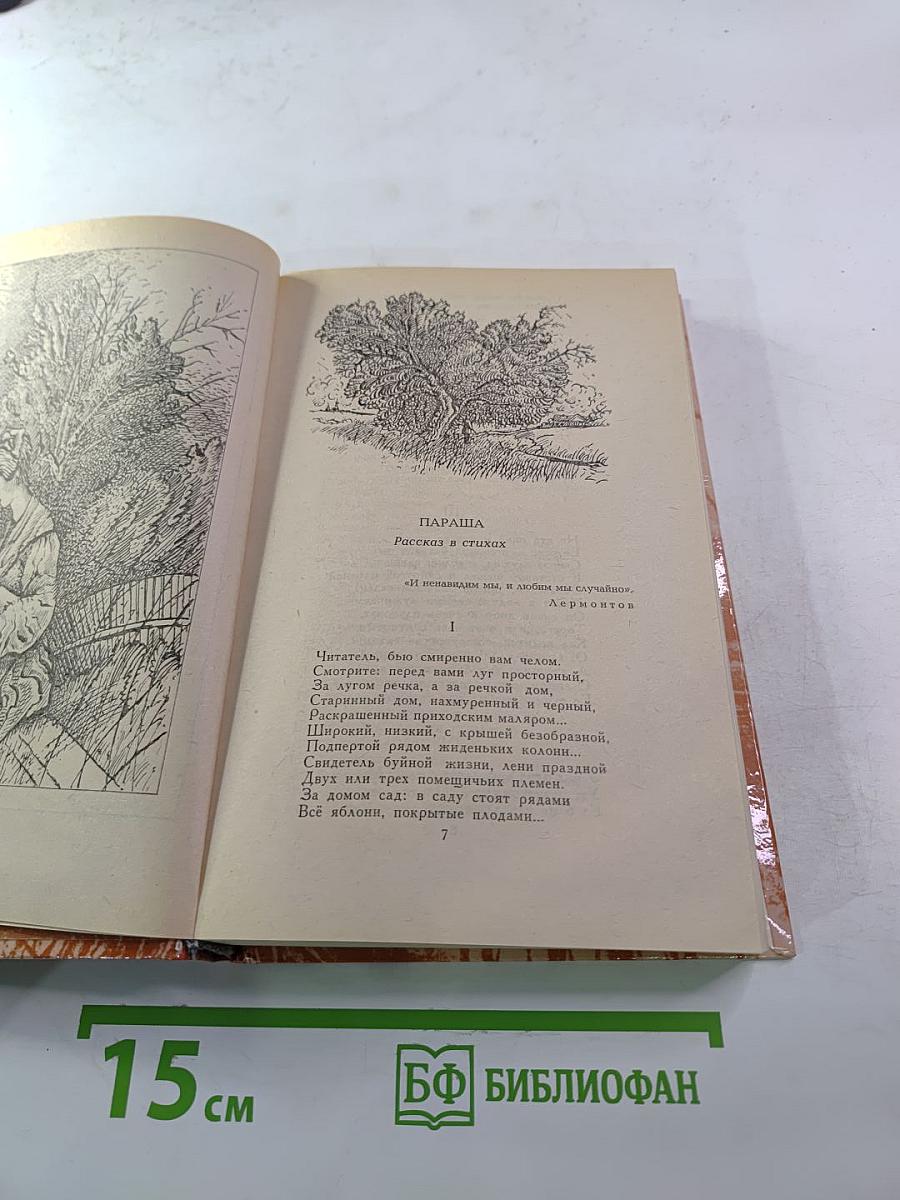 ПАРАША
Рассказ в стихах
«И ненавидим мы, и любим мы случайно».
Лермонтов
I
Читатель, бью смиренно вам челом.
Смотрите: перед вами луг просторный,
За лугом речка, а за речкой дом,
Старинный дом, нахмуренный и черный,
Раскрашенный приходским маляром...
Широкий, низкий, с крышей безобразной,
Подпертой рядом жиденьких колонн...
Свидетель буйной жизни, лени праздной
Двух или трех помещичьих племен.
За домом сад: в саду стоят рядами
Всё яблони, покрытые плодами...
7
15 см
БФ БИБЛИОФАН